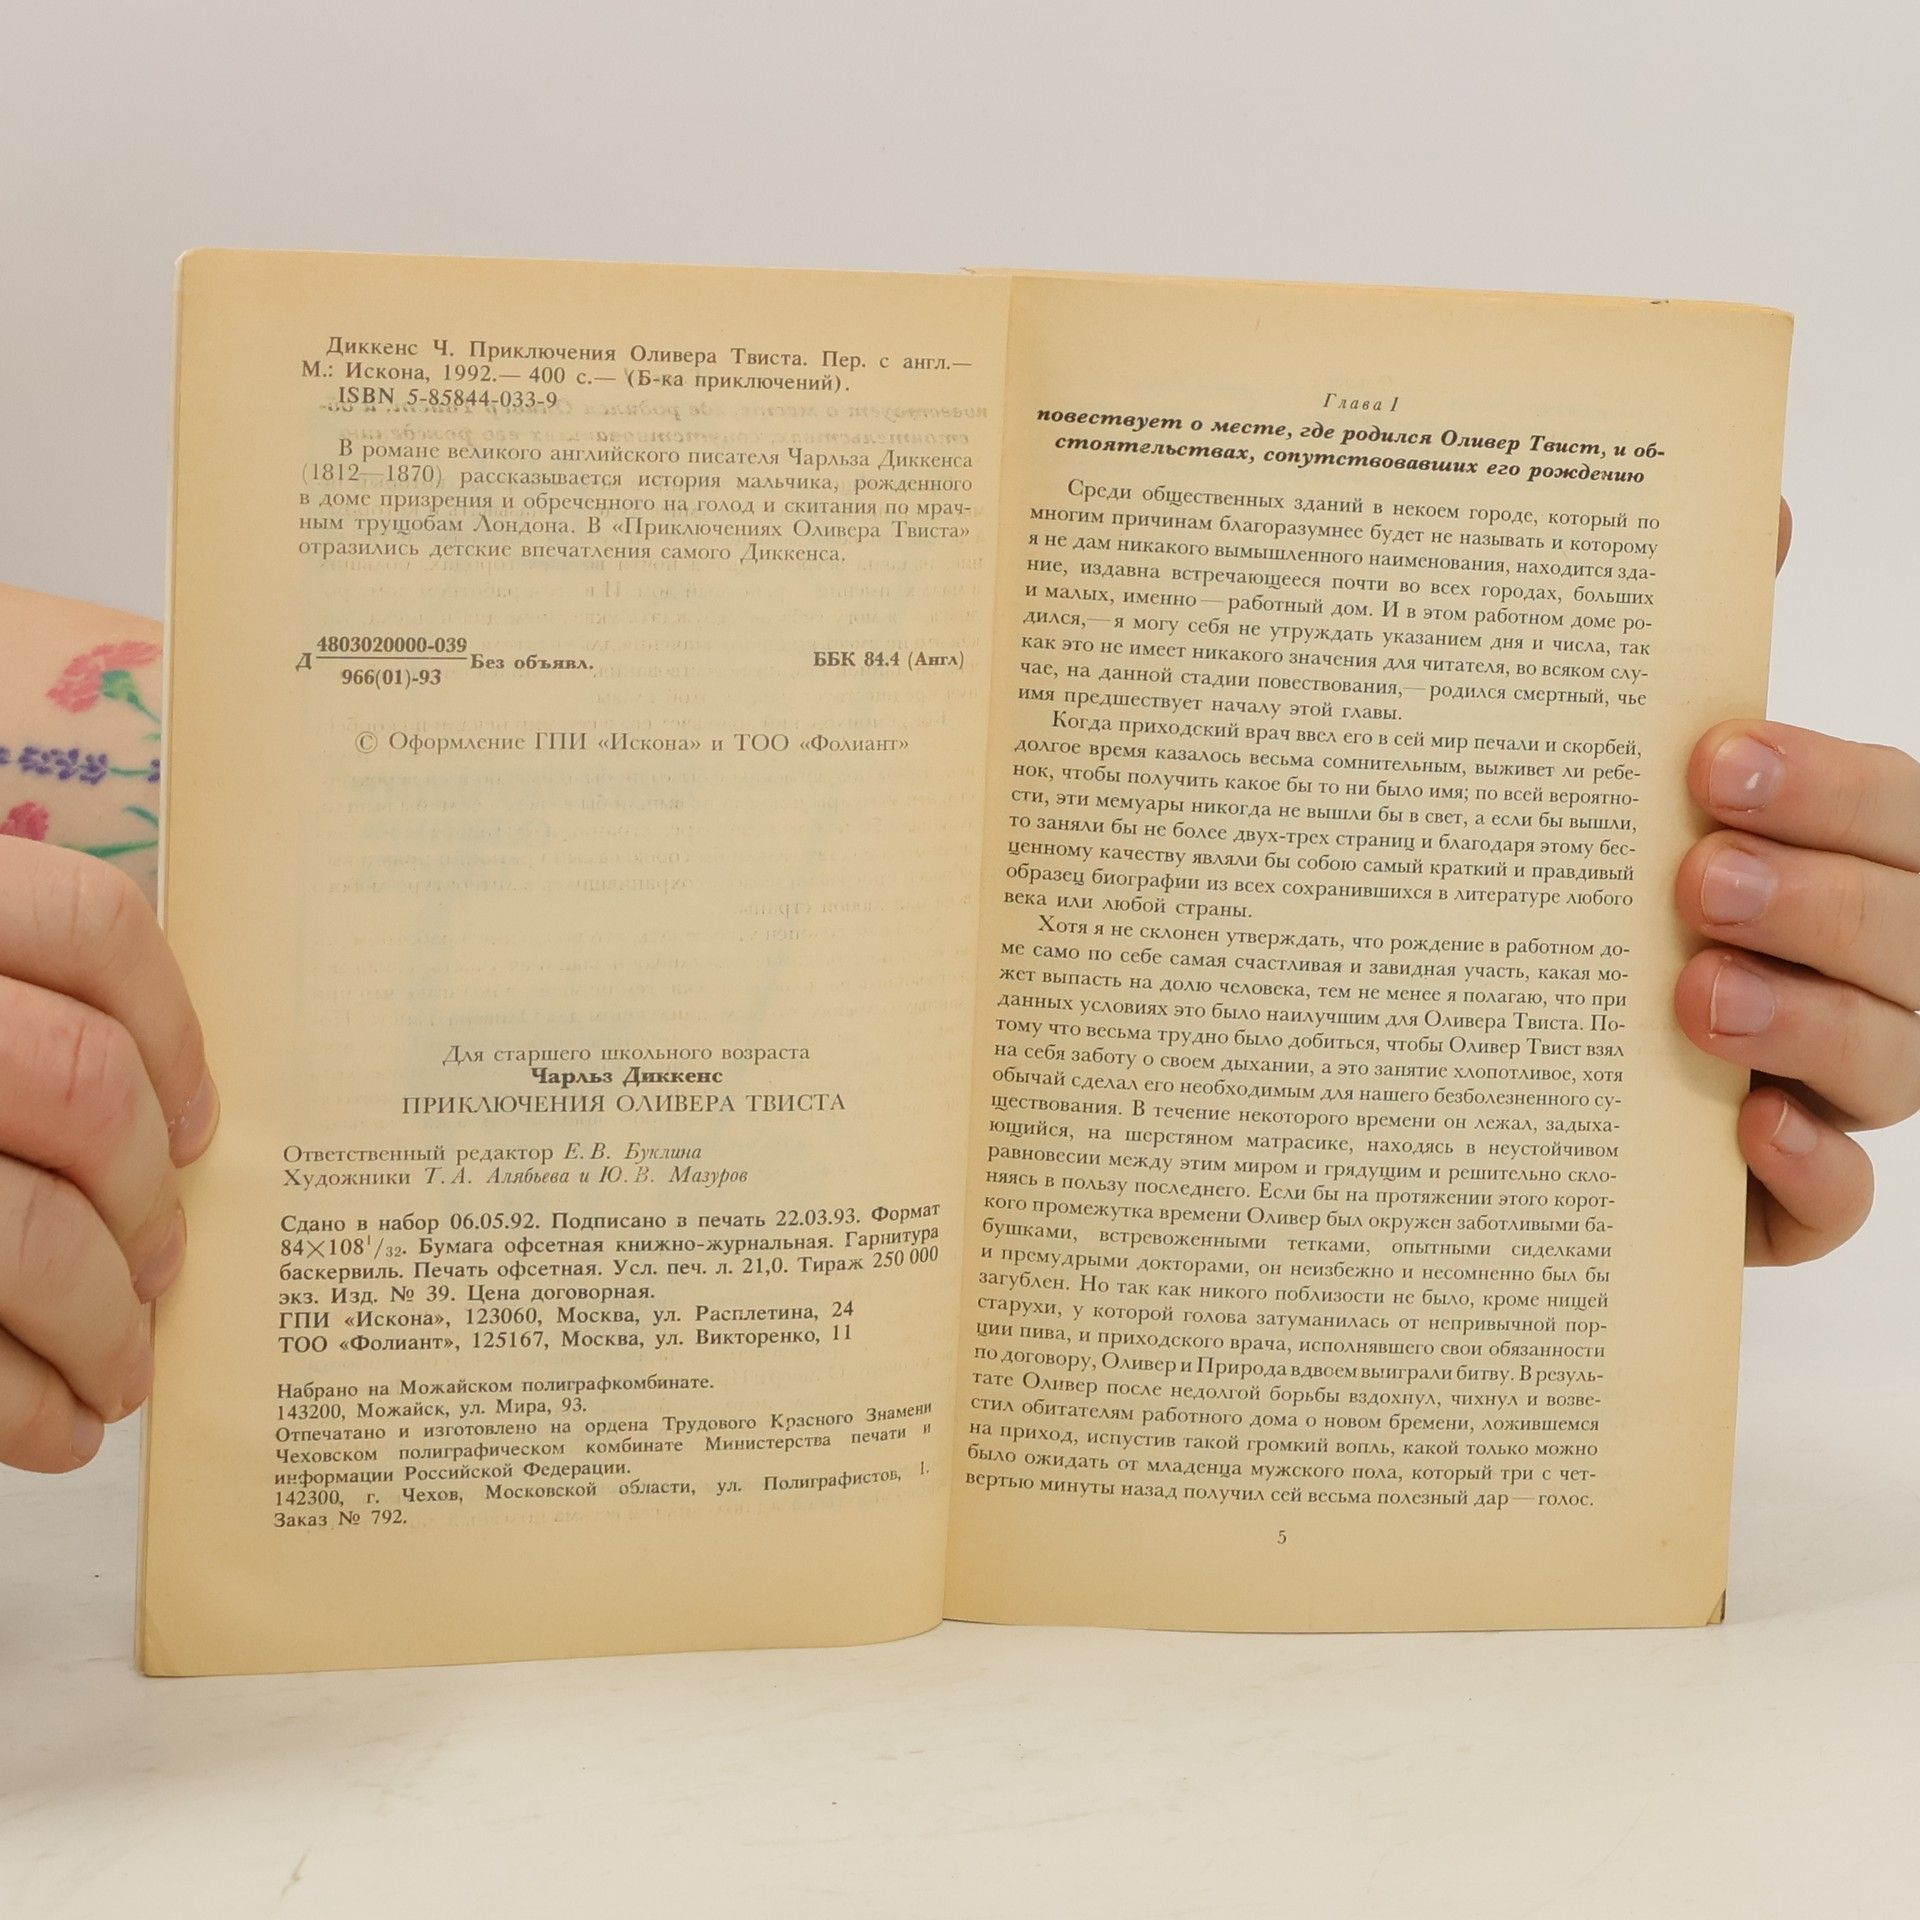 Диккенс Ч. Приключения Оливера Твиста. Пер. с англ.—
М.: Искона, 1992.— 400 с.— (Б-ка приключений).
ISBN 5-85844-033-9
В романе великого английского писателя Чарльза Диккенса
(1812—1870) рассказывается история мальчика, рожденного
в доме призрения и обреченного на голод и скитания по мрач-
ным трущобам Лондона. В «Приключениях Оливера Твиста»
отразились детские впечатления самого Диккенса.
Д 4803020000-039 Без объявл. ББК 84.4 (Англ)
966(01)-93
© Оформление ГПИ «Искона» и ТОО «Фолиант»
Для старшего школьного возраста
Чарльз Диккенс
ПРИКЛЮЧЕНИЯ ОЛИВЕРА ТВИСТА
Ответственный редактор Е. В. Буклина
Художники Т. А. Алябьева и Ю. В. Мазуров
Сдано в набор 06.05.92. Подписано в печать 22.03.93. Формат
84×108 1/32. Бумага офсетная книжно-журнальная. Гарнитура
баскервиль. Печать офсетная. Усл. печ. л. 21,0. Тираж 250 000
экз. Изд. № 39. Цена договорная.
ГПИ «Искона», 123060, Москва, ул. Расплетина, 24
ТОО «Фолиант», 125167, Москва, ул. Викторенко, 11
Набрано на Можайском полиграфкомбинате.
143200, Можайск, ул. Мира, 93.
Отпечатано и изготовлено на ордена Трудового Красного Знамени
Чеховском полиграфическом комбинате Министерства печати и
информации Российской Федерации.
142300, г. Чехов, Московской области, ул. Полиграфистов, 1.
Заказ № 792.
Глава I
повествует о месте, где родился Оливер Твист, и об-
стоятельствах, сопутствовавших его рождению
Среди общественных зданий в некоем городе, который по
многим причинам благоразумнее будет не называть и которому
я не дам никакого вымышленного наименования, находится зда-
ние, издавна встречающееся почти во всех городах, больших
и малых, именно — работный дом. И в этом работном доме ро-
дился,— я могу себя не утруждать указанием дня и числа, так
как это не имеет никакого значения для читателя, во всяком слу-
чае, на данной стадии повествования,— родился смертный, чье
имя предшествует началу этой главы.
Когда приходский врач ввел его в сей мир печали и скорбей,
долгое время казалось весьма сомнительным, выживет ли ребе-
нок, чтобы получить какое бы то ни было имя; по всей вероятно-
сти, эти мемуары никогда не вышли бы в свет, а если бы вышли,
то заняли бы не более двух-трех страниц и благодаря этому бес-
ценному качеству являли бы собою самый краткий и правдивый
образец биографии из всех сохранившихся в литературе любого
века или любой страны.
Хотя я не склонен утверждать, что рождение в работном до-
ме само по себе самая счастливая и завидная участь, какая мо-
жет выпасть на долю человека, тем не менее я полагаю, что при
данных условиях это было наилучшим для Оливера Твиста. По-
тому что весьма трудно было добиться, чтобы Оливер Твист взял
на себя заботу о своем дыхании, а это занятие хлопотливое, хотя
обычай сделал его необходимым для нашего безболезненного су-
ществования. В течение некоторого времени он лежал, задыха-
ющийся, на шерстяном матрасике, находясь в неустойчивом
равновесии между этим миром и грядущим и решительно скло-
няясь в пользу последнего. Если бы на протяжении этого корот-
кого промежутка времени Оливер был окружен заботливыми ба-
бушками, встревоженными тетками, опытными сиделками
и премудрыми докторами, он неизбежно и несомненно был бы
загублен. Но так как никого поблизости не было, кроме нищей
старухи, у которой голова затуманилась от непривычной пор-
ции пива, и приходского врача, исполнявшего свои обязанности
по договору, Оливер и Природа вдвоем выиграли битву. В резуль-
тате Оливер после недолгой борьбы вздохнул, чихнул и возве-
стил обитателям работного дома о новом бремени, ложившемся
на приход, испустив такой громкий вопль, какой только можно
было ожидать от младенца мужского пола, который три с чет-
вертью минуты назад получил сей весьма полезный дар — голос.
5